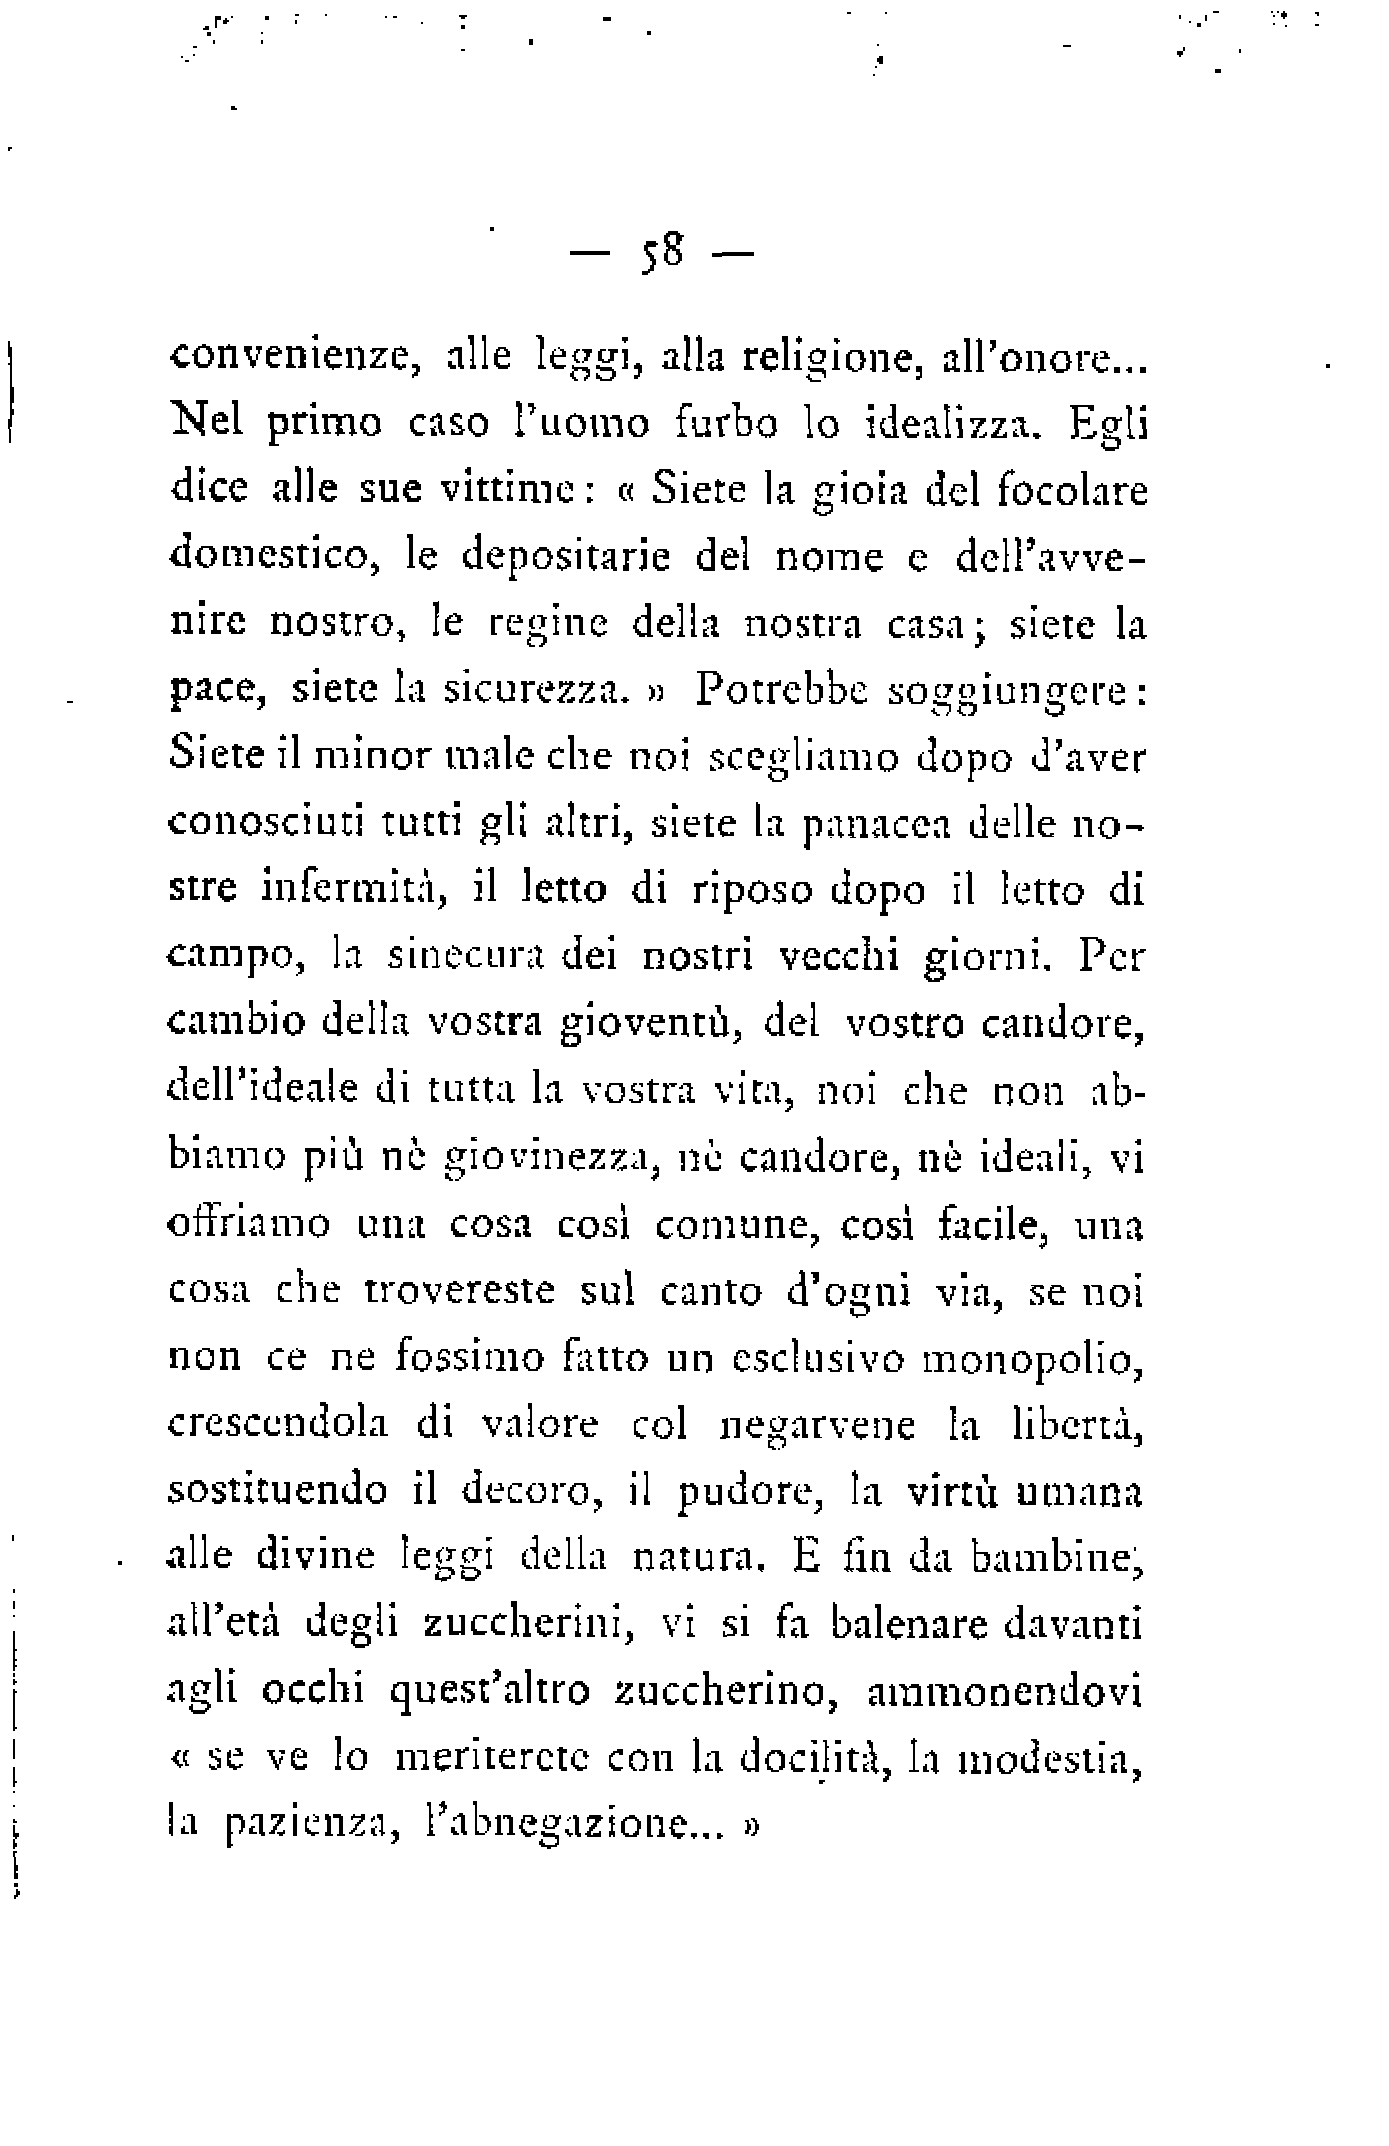 — 58 —
convenienze, alle leggi, alla religione, all'onore...
Nel primo caso l'uomo furbo lo idealizza. Egli
dice alle sue vittime: « Siete la gioia del focolare
domestico, le depositarie del nome e dell'avve-
nire nostro, le regine della nostra casa; siete la
pace, siete la sicurezza. » Potrebbe soggiungere:
Siete il minor male che noi scegliamo dopo d'aver
conosciuti tutti gli altri, siete la panacea delle no-
stre infermità, il letto di riposo dopo il letto di
campo, la sinecura dei nostri vecchi giorni. Per
cambio della vostra gioventù, del vostro candore,
dell'ideale di tutta la vostra vita, noi che non ab-
biamo più nè giovinezza, nè candore, nè ideali, vi
offriamo una cosa così comune, così facile, una
cosa che trovereste sul canto d'ogni via, se noi
non ce ne fossimo fatto un esclusivo monopolio,
crescendola di valore col negarvene la libertà,
sostituendo il decoro, il pudore, la virtù umana
alle divine leggi della natura. E fin da bambine,
all'età degli zuccherini, vi si fa balenare davanti
agli occhi quest'altro zuccherino, ammonendovi
« se ve lo meriterete con la docilità, la modestia,
la pazienza, l'abnegazione... »